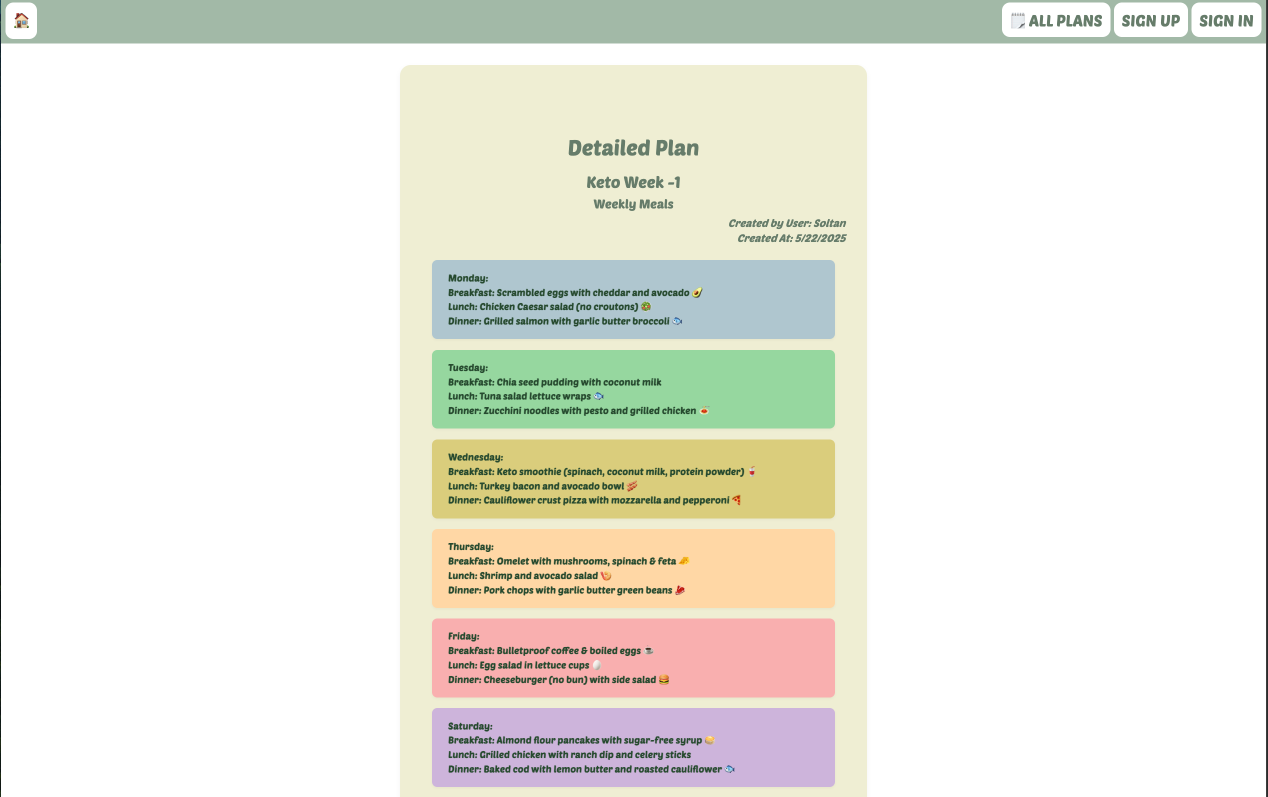 ALL PLANS
SIGN UP
SIGN IN
Detailed Plan
Keto Week -1
Weekly Meals
Created by User: Soltan
Created At: 5/22/2025
Monday:
Breakfast: Scrambled eggs with cheddar and avocado 🥑
Lunch: Chicken Caesar salad (no croutons) 🥗
Dinner: Grilled salmon with garlic butter broccoli 🐟
Tuesday:
Breakfast: Chia seed pudding with coconut milk
Lunch: Tuna salad lettuce wraps 🐟
Dinner: Zucchini noodles with pesto and grilled chicken 🍝
Wednesday:
Breakfast: Keto smoothie (spinach, coconut milk, protein powder) 🥤
Lunch: Turkey bacon and avocado bowl 🥓
Dinner: Cauliflower crust pizza with mozzarella and pepperoni 🍕
Thursday:
Breakfast: Omelet with mushrooms, spinach & feta 🧀
Lunch: Shrimp and avocado salad 🍤
Dinner: Pork chops with garlic butter green beans 🥩
Friday:
Breakfast: Bulletproof coffee & boiled eggs ☕
Lunch: Egg salad in lettuce cups 🥚
Dinner: Cheeseburger (no bun) with side salad 🍔
Saturday:
Breakfast: Almond flour pancakes with sugar-free syrup 🥞
Lunch: Grilled chicken with ranch dip and celery sticks
Dinner: Baked cod with lemon butter and roasted cauliflower 🐟